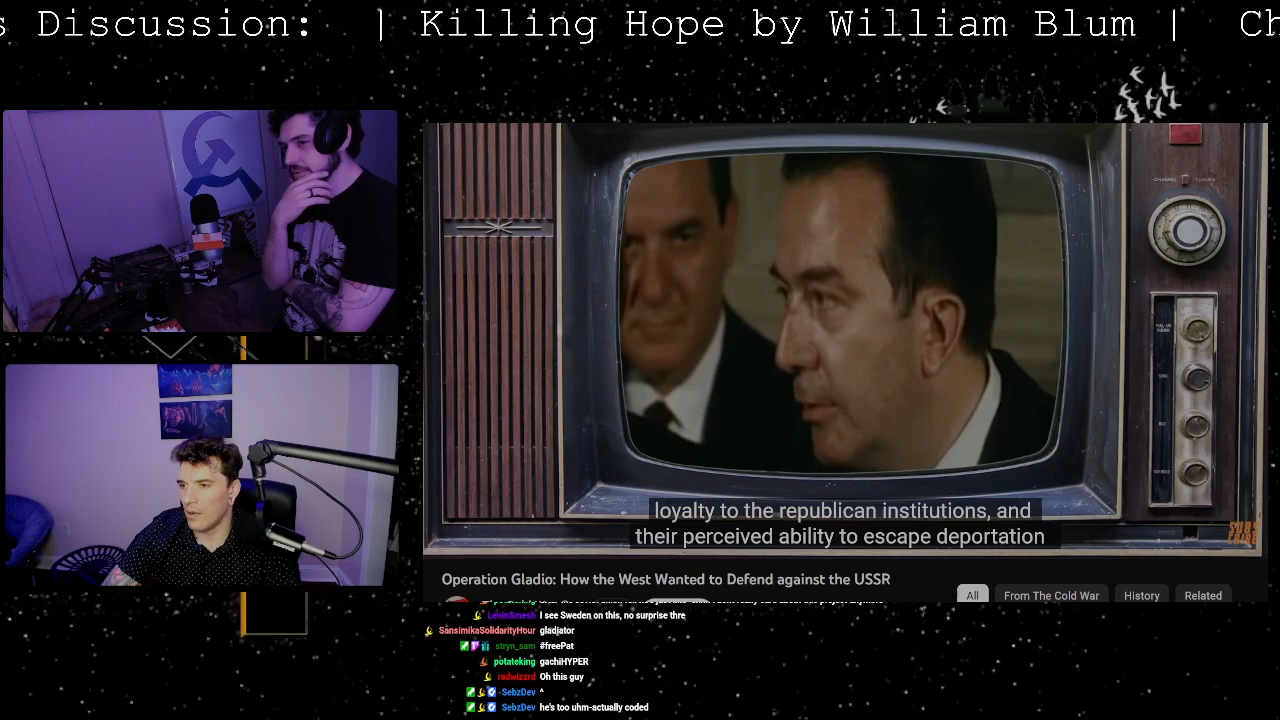 s Discussion:  | Killing Hope by William Blum |  Ch
loyalty to the republican institutions, and
their perceived ability to escape deportation
Operation Gladio: How the West Wanted to Defend against the USSR
All From The Cold War History Related
LeninSmesh I see Sweden on this, no surprise thre
SansimikaSolidarityHour gladjator
stryn_sam #freePat
potateking gachiHYPER
redwizzrd Oh this guy
SebzDev ^
SebzDev he's too uhm-actually coded